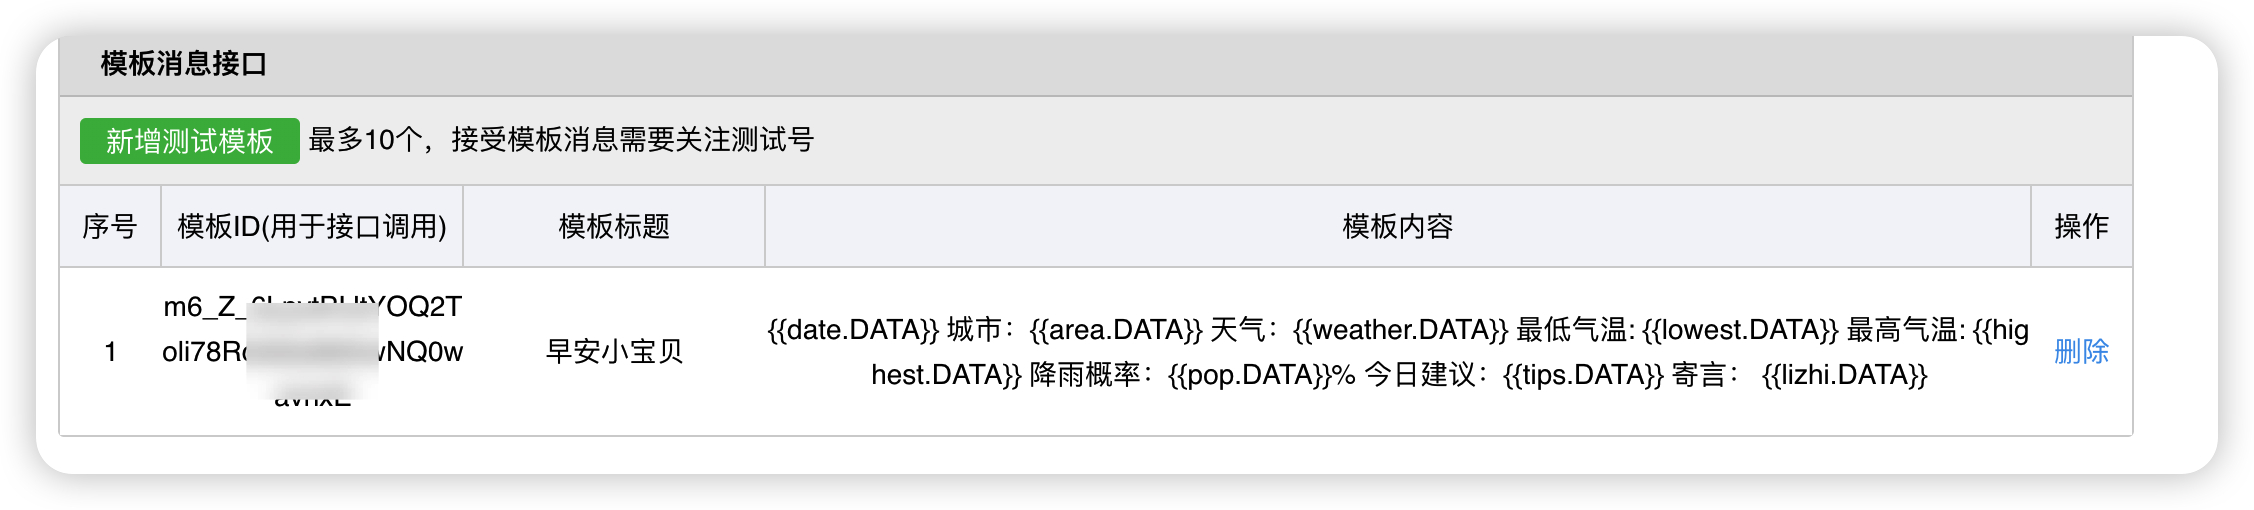 模板消息接口
新增测试模板 最多10个，接受模板消息需要关注测试号
序号 模板ID(用于接口调用) 模板标题 模板内容 操作
m6_Z_ YOQ2T
{{date.DATA}} 城市：{{area.DATA}} 天气：{{weather.DATA}} 最低气温: {{lowest.DATA}} 最高气温: {{hig
1 oli78R NQ0w 早安小宝贝 删除
hest.DATA}} 降雨概率：{{pop.DATA}}% 今日建议：{{tips.DATA}} 寄言： {{lizhi.DATA}}